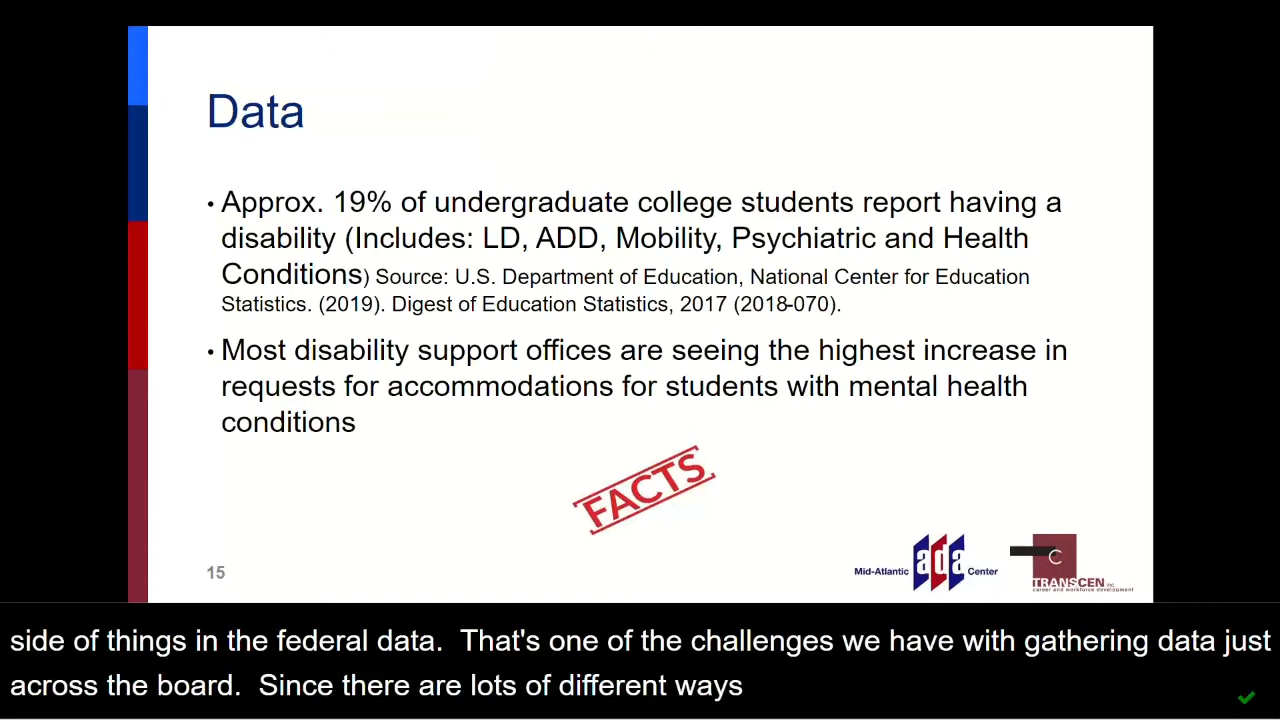 Data
• Approx. 19% of undergraduate college students report having a
disability (Includes: LD, ADD, Mobility, Psychiatric and Health
Conditions) Source: U.S. Department of Education, National Center for Education
Statistics. (2019). Digest of Education Statistics, 2017 (2018-070).
• Most disability support offices are seeing the highest increase in
requests for accommodations for students with mental health
conditions
FACTS
15
Mid-Atlantic ada Center
C
TRANSCEN inc.
career and workforce development
side of things in the federal data.  That's one of the challenges we have with gathering data just
across the board.  Since there are lots of different ways